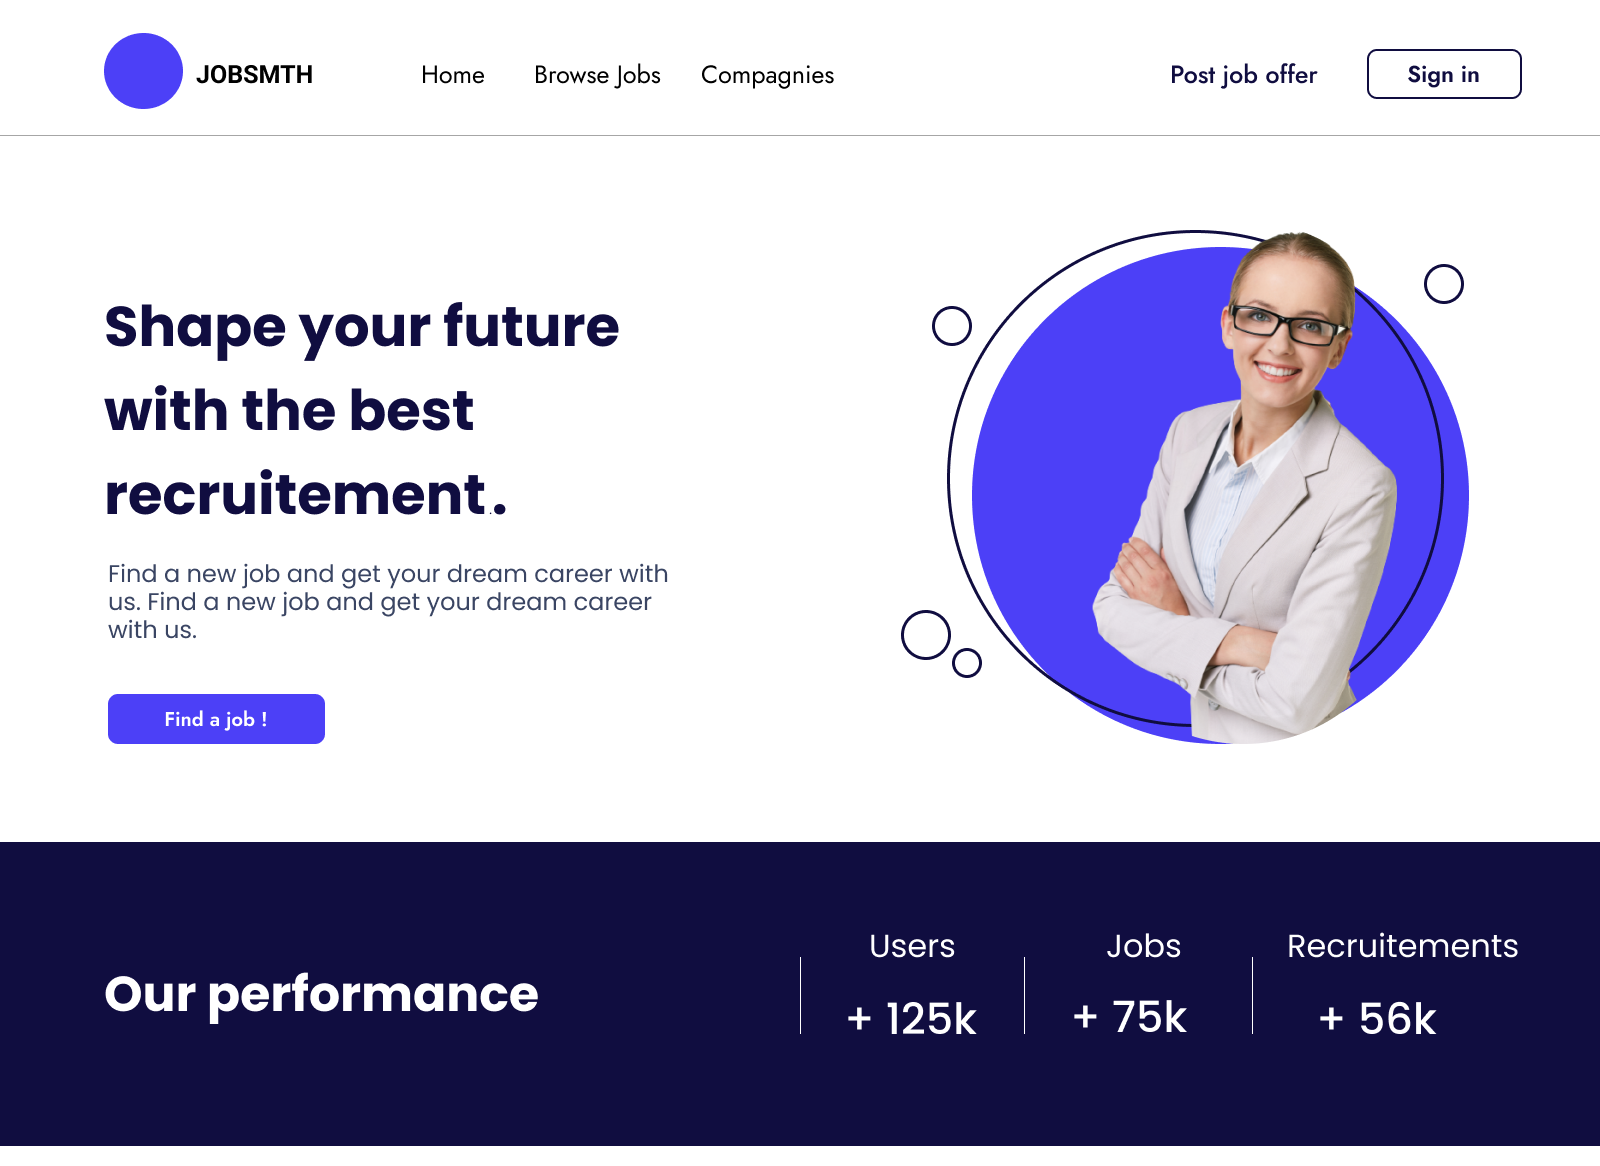 JOBSMTH
Home
Browse Jobs
Compagnies
Post job offer
Sign in
Shape your future
with the best
recruitement..
Find a new job and get your dream career with
us. Find a new job and get your dream career
with us.
Find a job !
Our performance
Users
+ 125k
Jobs
+ 75k
Recruitements
+ 56k